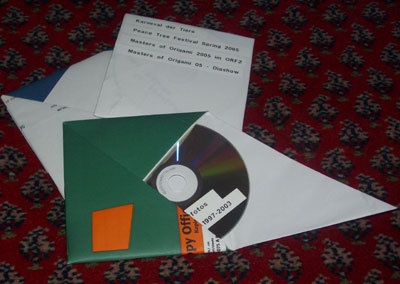 Karneval der Tiere
Peace Tree Festival Spring 2005
Masters of Origami 2005 im ORF2
Masters of Origami 05 - Diashow
fotos
1997-2003
py Offi